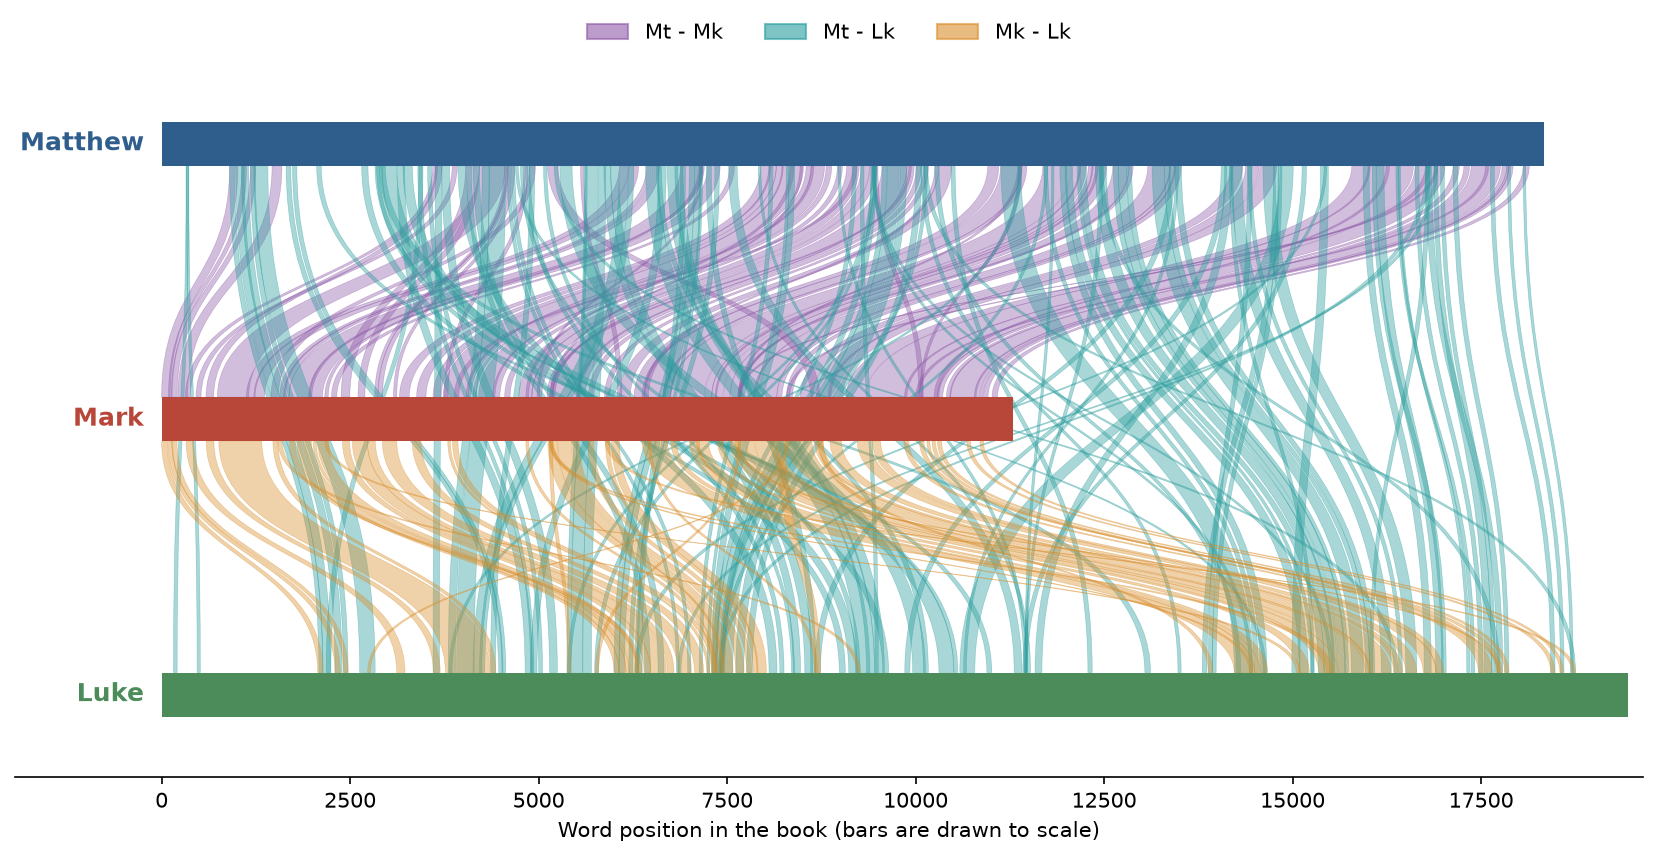 Mt - Mk Mt - Lk Mk - Lk
Matthew
Mark
Luke
0 2500 5000 7500 10000 12500 15000 17500
Word position in the book (bars are drawn to scale)